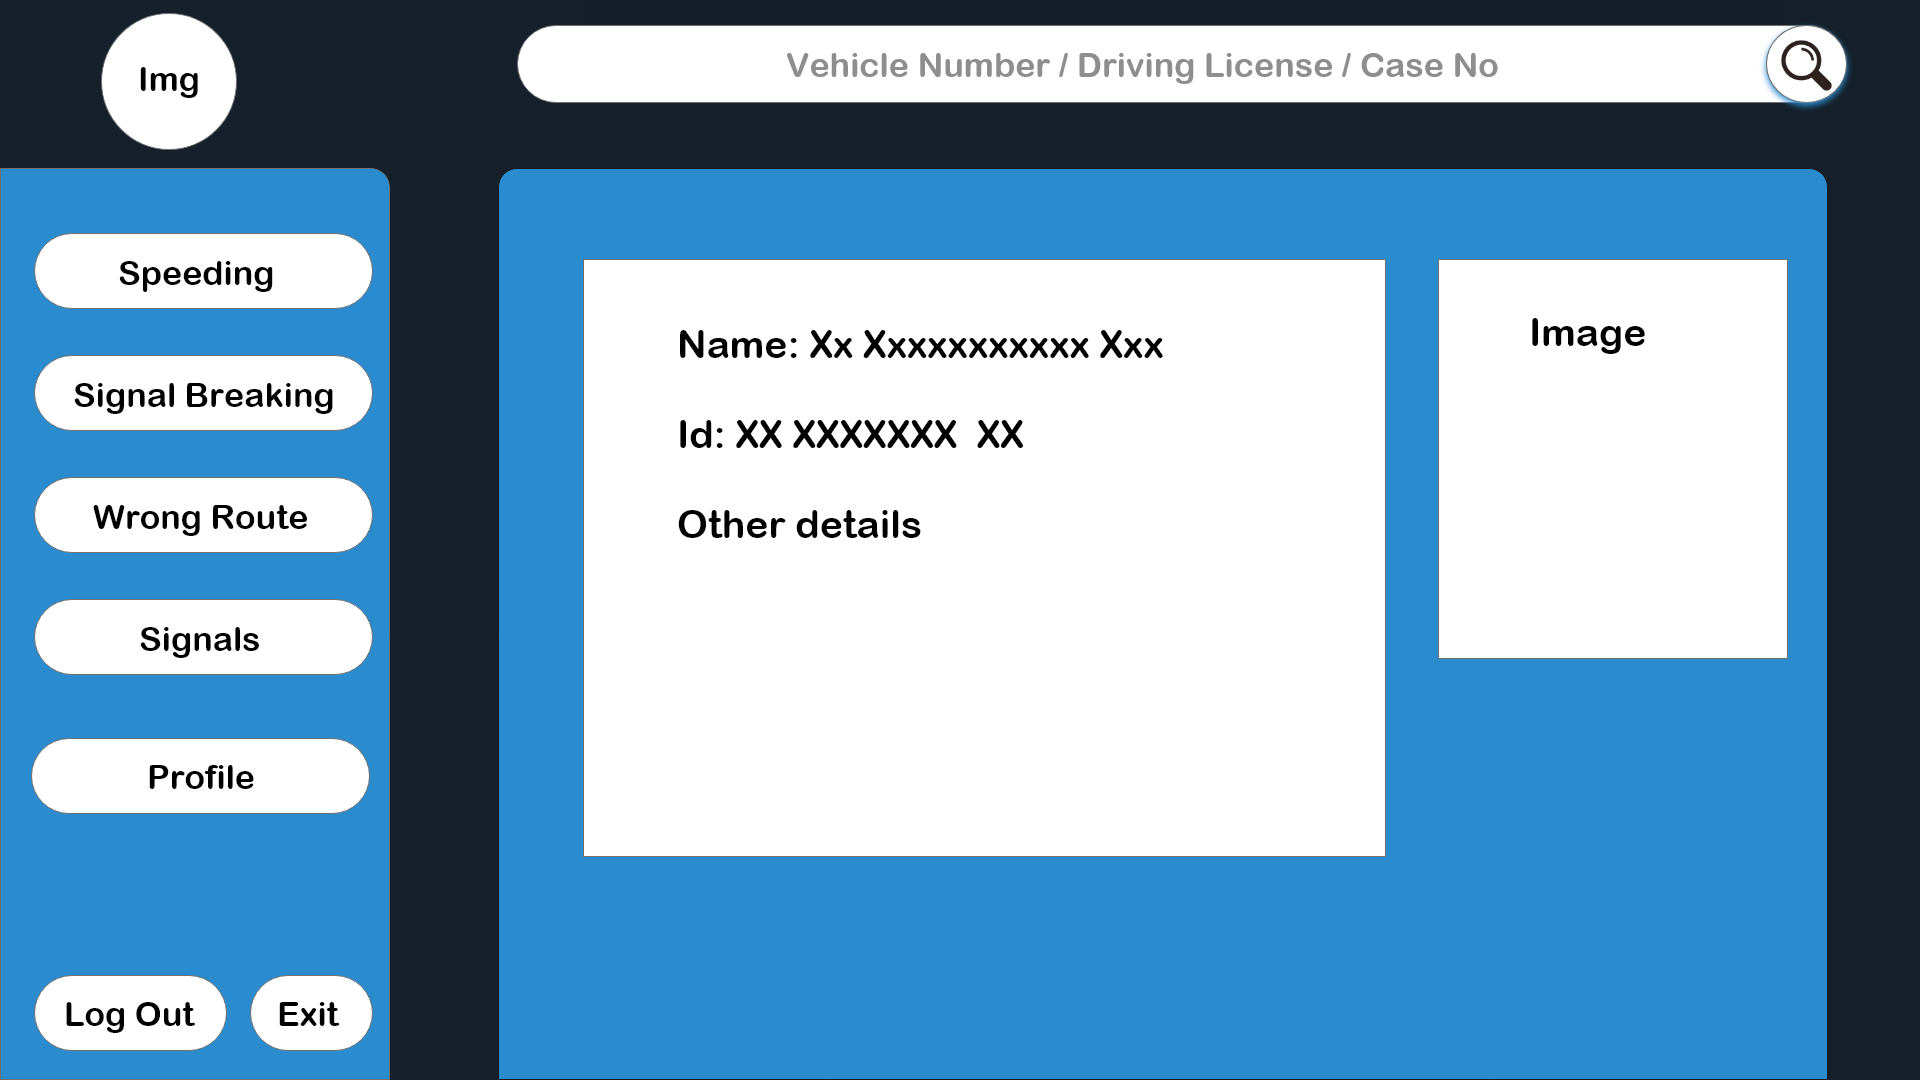 Img
Vehicle Number / Driving License / Case No
Speeding
Signal Breaking
Wrong Route
Signals
Profile
Log Out
Exit
Name: Xx Xxxxxxxxxxx Xxx
Id: XX XXXXXXX  XX
Other details
Image